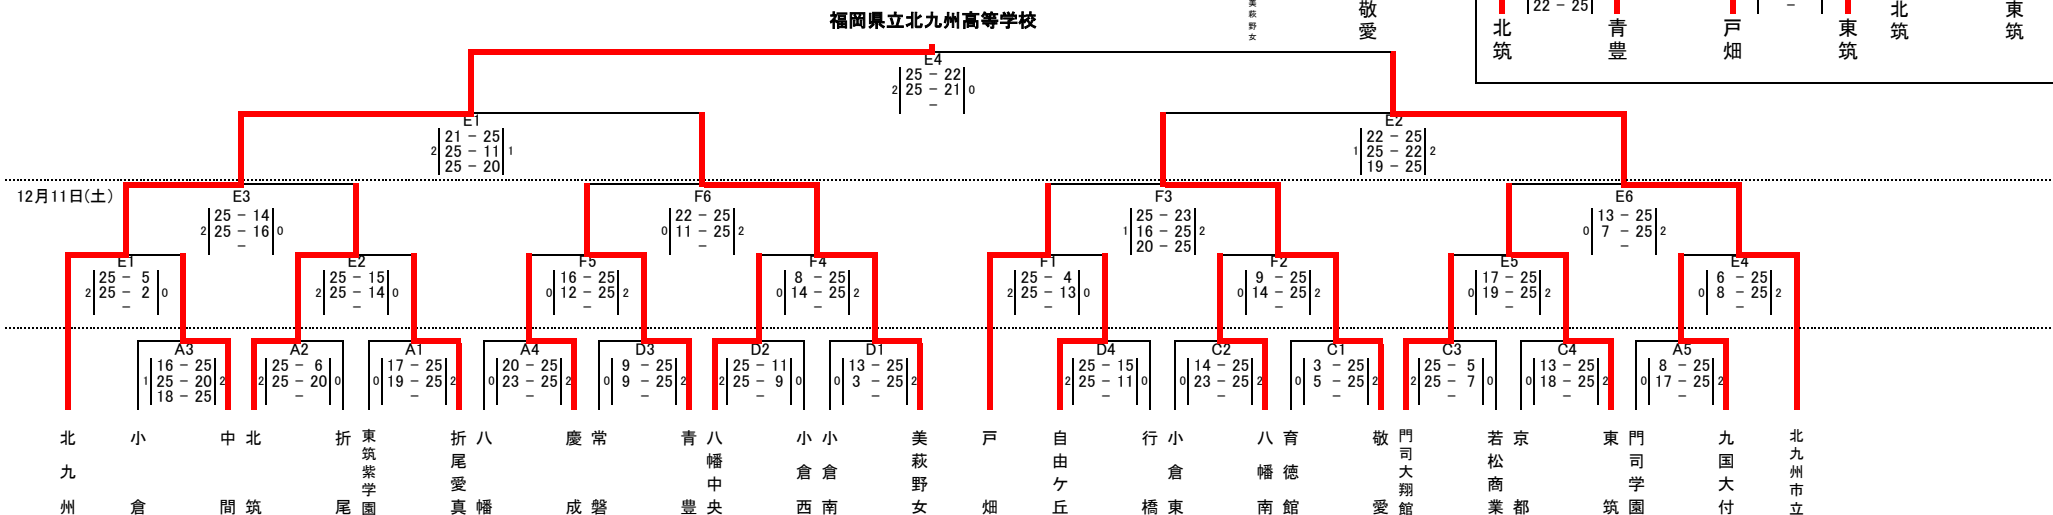 福岡県立北九州高等学校
美萩野女
敬愛
22 － 25
－
北筑
青豊
戸畑
東筑
北筑
東筑
E4
25 － 22
2 25 － 21 0
－
E1
21 － 25
2 25 － 11 1
25 － 20
E2
22 － 25
1 25 － 22 2
19 － 25
12月11日(土)
E3
25 － 14
2 25 － 16 0
－
F6
22 － 25
0 11 － 25 2
－
F3
25 － 23
1 16 － 25 2
20 － 25
E6
13 － 25
0 7 － 25 2
－
E1
25 － 5
2 25 － 2 0
－
E2
25 － 15
2 25 － 14 0
－
F5
16 － 25
0 12 － 25 2
－
F4
8 － 25
0 14 － 25 2
－
F1
25 － 4
2 25 － 13 0
－
F2
9 － 25
0 14 － 25 2
－
E5
17 － 25
0 19 － 25 2
－
E4
6 － 25
0 8 － 25 2
－
A3
16 － 25
1 25 － 20 2
18 － 25
A2
25 － 6
2 25 － 20 0
－
A1
17 － 25
0 19 － 25 2
－
A4
20 － 25
0 23 － 25 2
－
D3
9 － 25
0 9 － 25 2
－
D2
25 － 11
2 25 － 9 0
－
D1
13 － 25
0 3 － 25 2
－
D4
25 － 15
2 25 － 11 0
－
C2
14 － 25
0 23 － 25 2
－
C1
3 － 25
0 5 － 25 2
－
C3
25 － 5
2 25 － 7 0
－
C4
13 － 25
0 18 － 25 2
－
A5
8 － 25
0 17 － 25 2
－
北九州
小倉
中間
北筑
折尾
東筑紫学園
折尾愛真
八幡
慶成
常磐
青豊
八幡中央
小倉西
小倉南
美萩野女
戸畑
自由ケ丘
行橋
小倉東
八幡南
育徳館
敬愛
門司大翔館
若松商業
京都
東筑
門司学園
九国大付
北九州市立